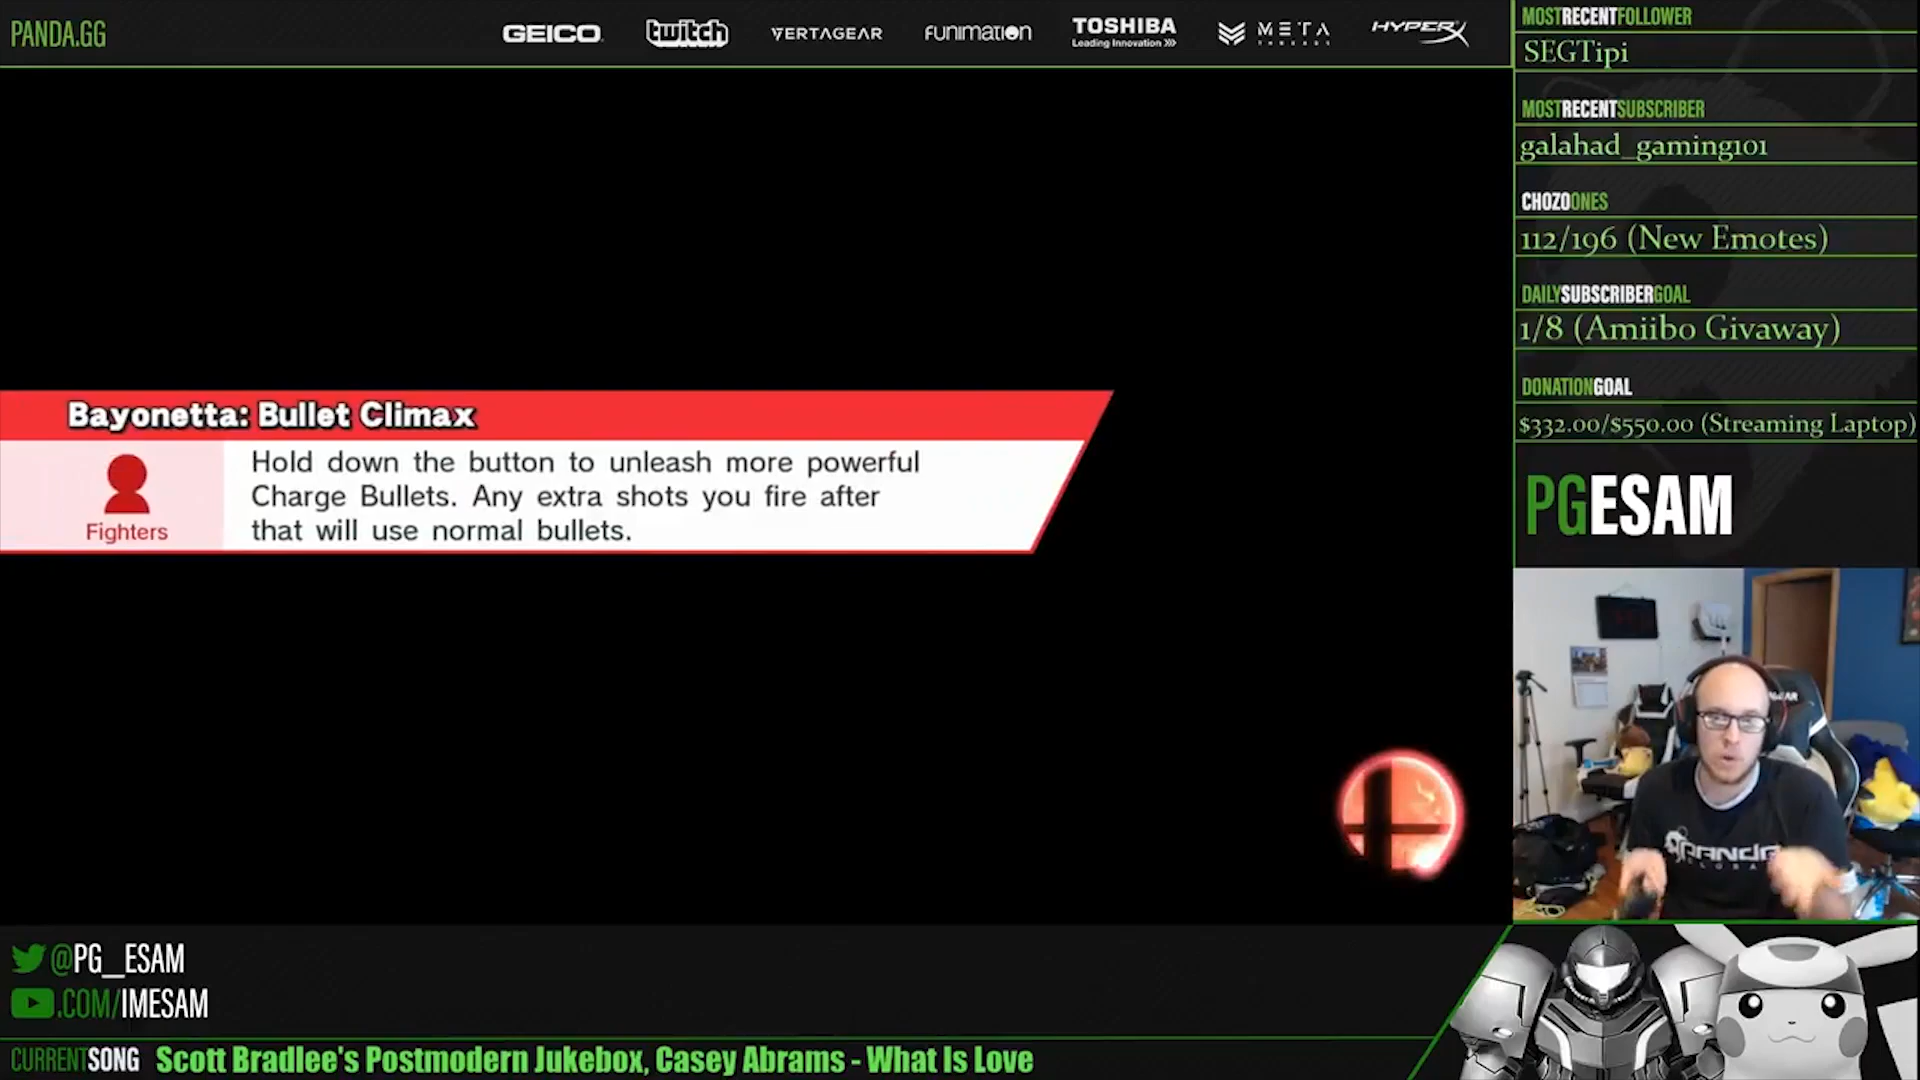 PANDA.GG
GEICO
twitch
VERTAGEAR
FUNIMATION
TOSHIBA
Leading Innovation >>>
META
THREADS
HYPERX
MOSTRECENTFOLLOWER
SEGTipi
MOSTRECENTSUBSCRIBER
galahad_gaming101
CHOZOONES
112/196 (New Emotes)
DAILYSUBSCRIBERGOAL
1/8 (Amiibo Givaway)
DONATIONGOAL
$332.00/$550.00 (Streaming Laptop)
PGESAM
Bayonetta: Bullet Climax
Fighters
Hold down the button to unleash more powerful
Charge Bullets. Any extra shots you fire after
that will use normal bullets.
PANDA
@PG_ESAM
.COM/IMESAM
CURRENTSONG Scott Bradlee's Postmodern Jukebox, Casey Abrams - What Is Love